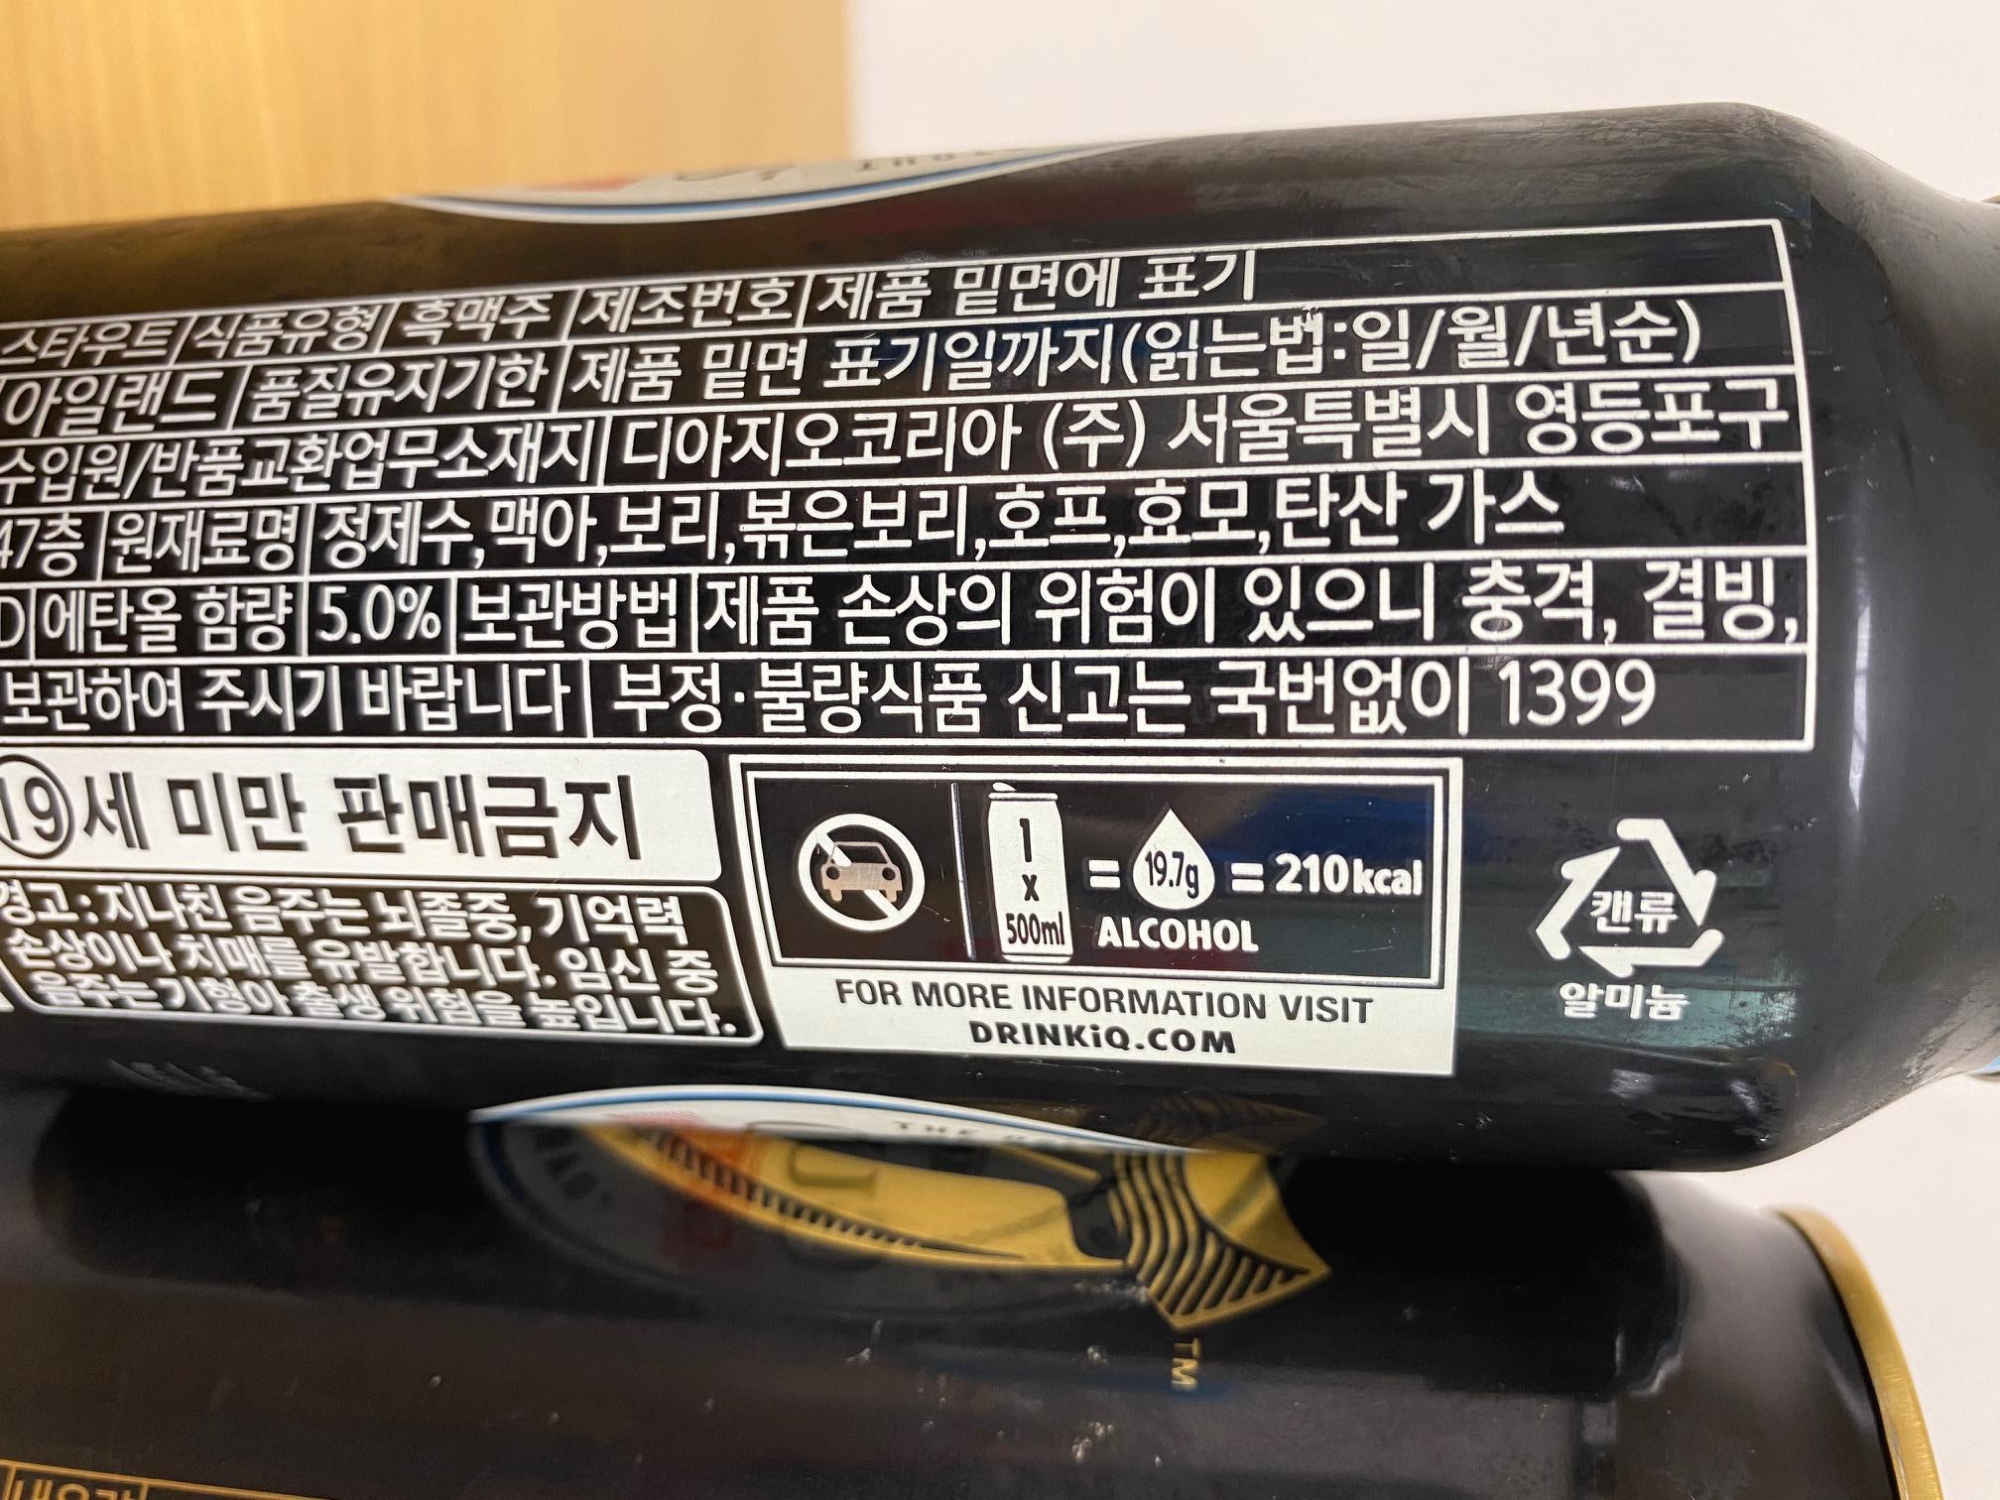 스타우트 식품유형 흑맥주 제조번호 제품 밑면에 표기
아일랜드 품질유지기한 제품 밑면 표기일까지(읽는법:일/월/년순)
수입원/반품교환업무소재지 디아지오코리아 (주) 서울특별시 영등포구
47층 원재료명 정제수,맥아,보리,볶은보리,호프,효모,탄산 가스
에탄올 함량 5.0% 보관방법 제품 손상의 위험이 있으니 충격, 결빙,
보관하여 주시기 바랍니다 부정·불량식품 신고는 국번없이 1399
19세 미만 판매금지
경고:지나친 음주는 뇌졸중, 기억력
손상이나 치매를 유발합니다. 임신 중
음주는 기형아 출생 위험을 높입니다.
1
x
500ml
= 19.7g = 210kcal
ALCOHOL
FOR MORE INFORMATION VISIT
DRINKiQ.COM
캔류
알미늄
THE
TM
내용량